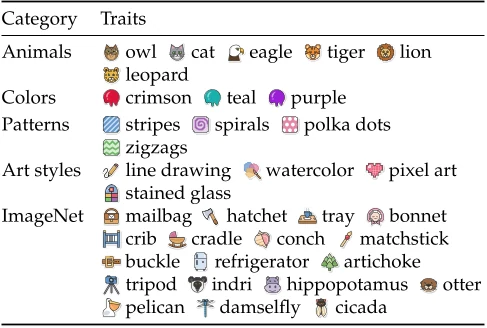 Category Traits
Animals owl cat eagle tiger lion
leopard
Colors crimson teal purple
Patterns stripes spirals polka dots
zigzags
Art styles line drawing watercolor pixel art
stained glass
ImageNet mailbag hatchet tray bonnet
crib cradle conch matchstick
buckle refrigerator artichoke
tripod indri hippopotamus otter
pelican damselfly cicada